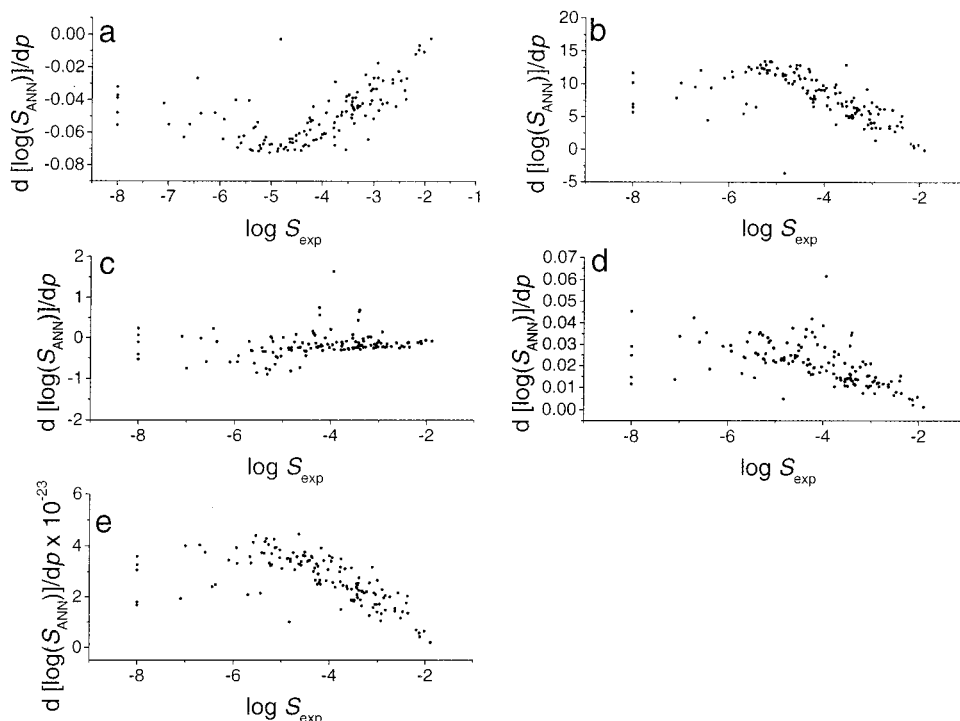 a
d [log(S_ANN)]/dp
0.00
-0.02
-0.04
-0.06
-0.08
-8 -7 -6 -5 -4 -3 -2 -1
log S_exp
b
d [log(S_ANN)]/dp
20
15
10
5
0
-5
-8 -6 -4 -2
log S_exp
c
d [log(S_ANN)]/dp
2
1
0
-1
-2
-8 -6 -4 -2
log S_exp
d
d [log(S_ANN)]/dp
0.07
0.06
0.05
0.04
0.03
0.02
0.01
0.00
-8 -6 -4 -2
log S_exp
e
d [log(S_ANN)]/dp x 10^-23
6
4
2
0
-8 -6 -4 -2
log S_exp